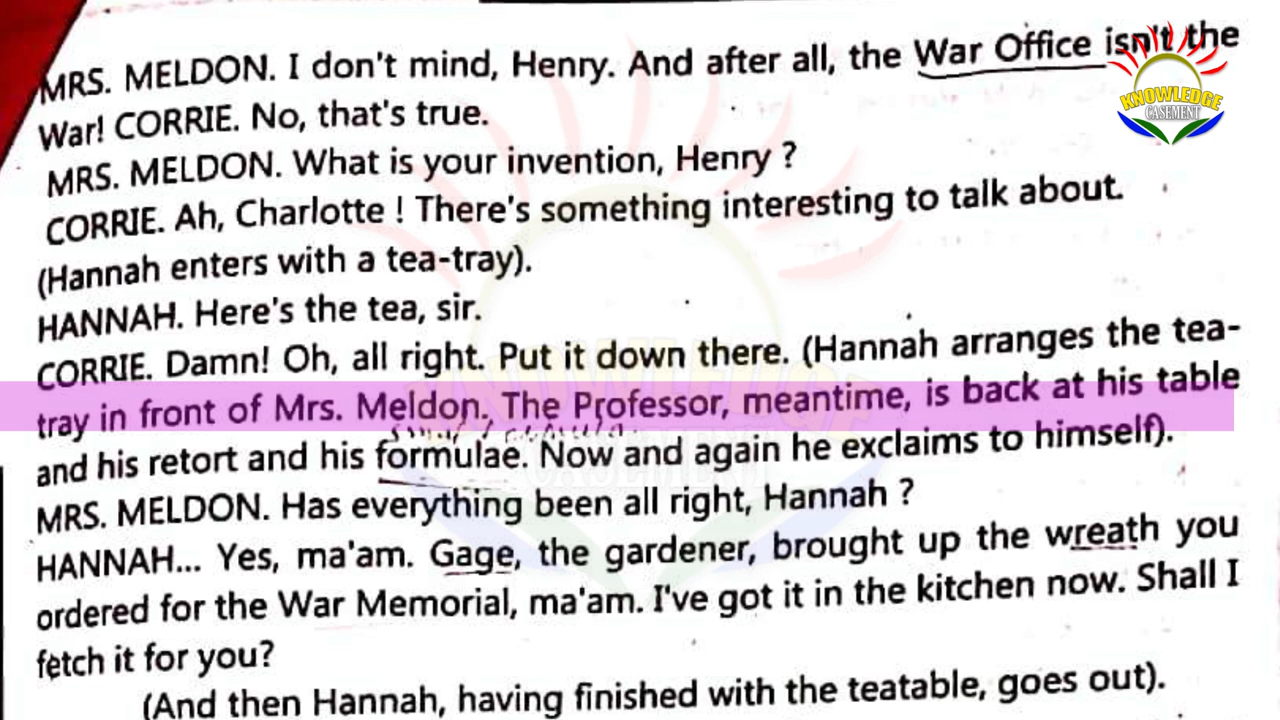 MRS. MELDON. I don't mind, Henry. And after all, the War Office isn't the
War! CORRIE. No, that's true.
MRS. MELDON. What is your invention, Henry ?
CORRIE. Ah, Charlotte ! There's something interesting to talk about.
(Hannah enters with a tea-tray).
HANNAH. Here's the tea, sir.
CORRIE. Damn! Oh, all right. Put it down there. (Hannah arranges the tea-
tray in front of Mrs. Meldon. The Professor, meantime, is back at his table
and his retort and his formulae. Now and again he exclaims to himself).
MRS. MELDON. Has everything been all right, Hannah ?
HANNAH... Yes, ma'am. Gage, the gardener, brought up the wreath you
ordered for the War Memorial, ma'am. I've got it in the kitchen now. Shall I
fetch it for you?
(And then Hannah, having finished with the teatable, goes out).
KNOWLEDGE
CASEMENT